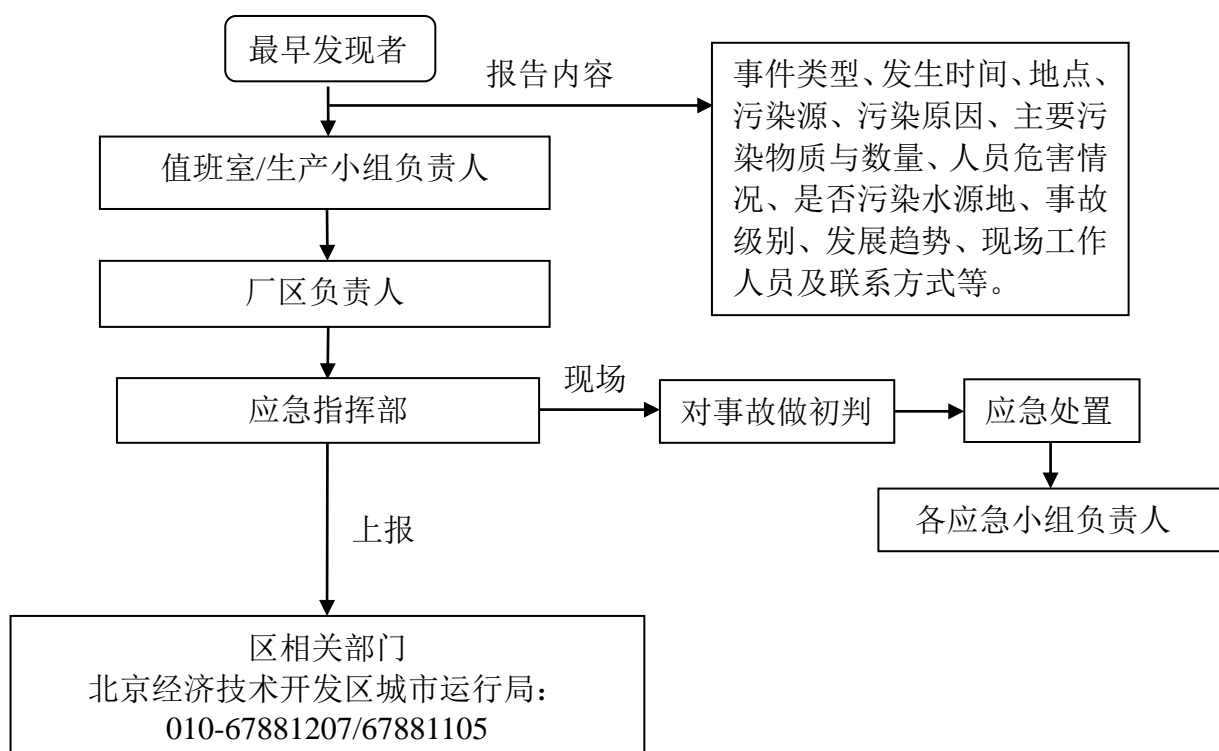 最早发现者
报告内容
事件类型、发生时间、地点、
污染源、污染原因、主要污
染物质与数量、人员危害情
况、是否污染水源地、事故
级别、发展趋势、现场工作
人员及联系方式等。
值班室/生产小组负责人
厂区负责人
应急指挥部
现场
对事故做初判
应急处置
各应急小组负责人
上报
区相关部门
北京经济技术开发区城市运行局：
010-67881207/67881105